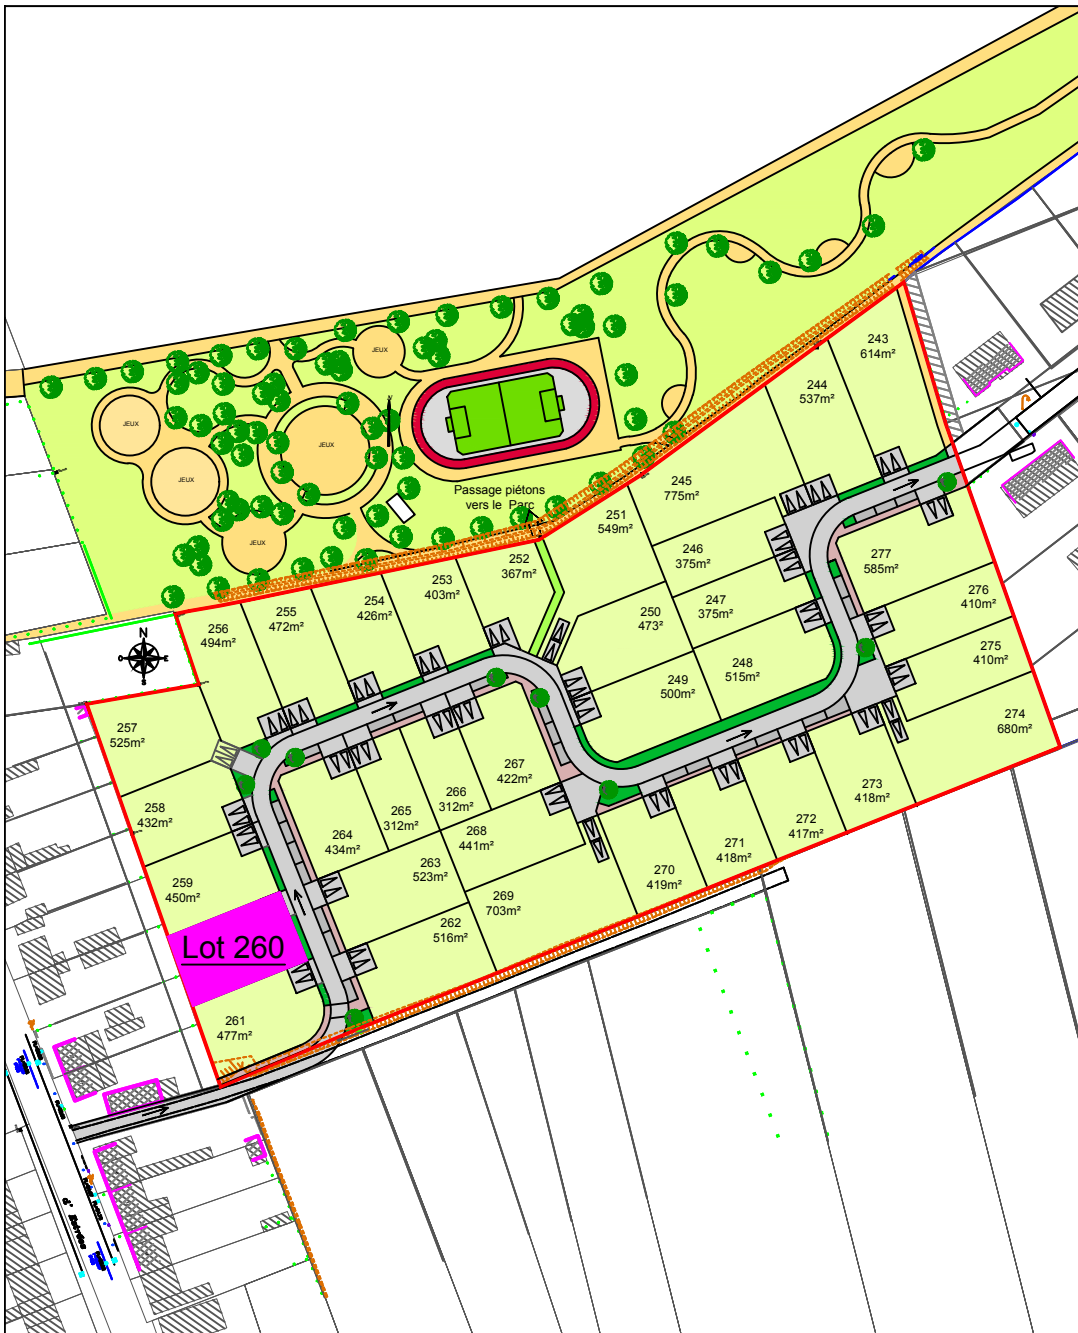 JEUX
JEUX
JEUX
JEUX
JEUX
Passage piétons
vers le Parc
243
614m²
244
537m²
245
775m²
251
549m²
246
375m²
252
367m²
253
403m²
254
426m²
255
472m²
256
494m²
277
585m²
276
410m²
247
375m²
250
473²
275
410m²
248
515m²
249
500m²
274
680m²
N
E
S
257
525m²
258
432m²
267
422m²
266
312m²
265
312m²
264
434m²
273
418m²
272
417m²
271
418m²
270
419m²
268
441m²
263
523m²
259
450m²
269
703m²
262
516m²
Lot 260
261
477m²